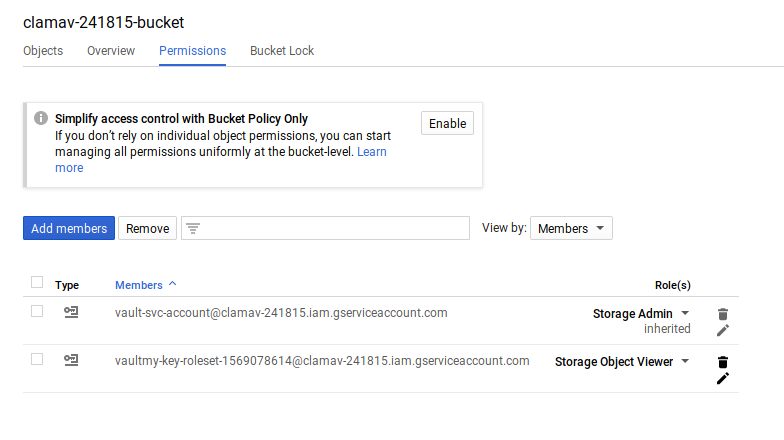 clamav-241815-bucket
Objects Overview Permissions Bucket Lock
Simplify access control with Bucket Policy Only
If you don't rely on individual object permissions, you can start
managing all permissions uniformly at the bucket-level. Learn
more
Enable
Add members Remove View by: Members
Type Members Role(s)
vault-svc-account@clamav-241815.iam.gserviceaccount.com Storage Admin
inherited
vaultmy-key-roleset-1569078614@clamav-241815.iam.gserviceaccount.com Storage Object Viewer